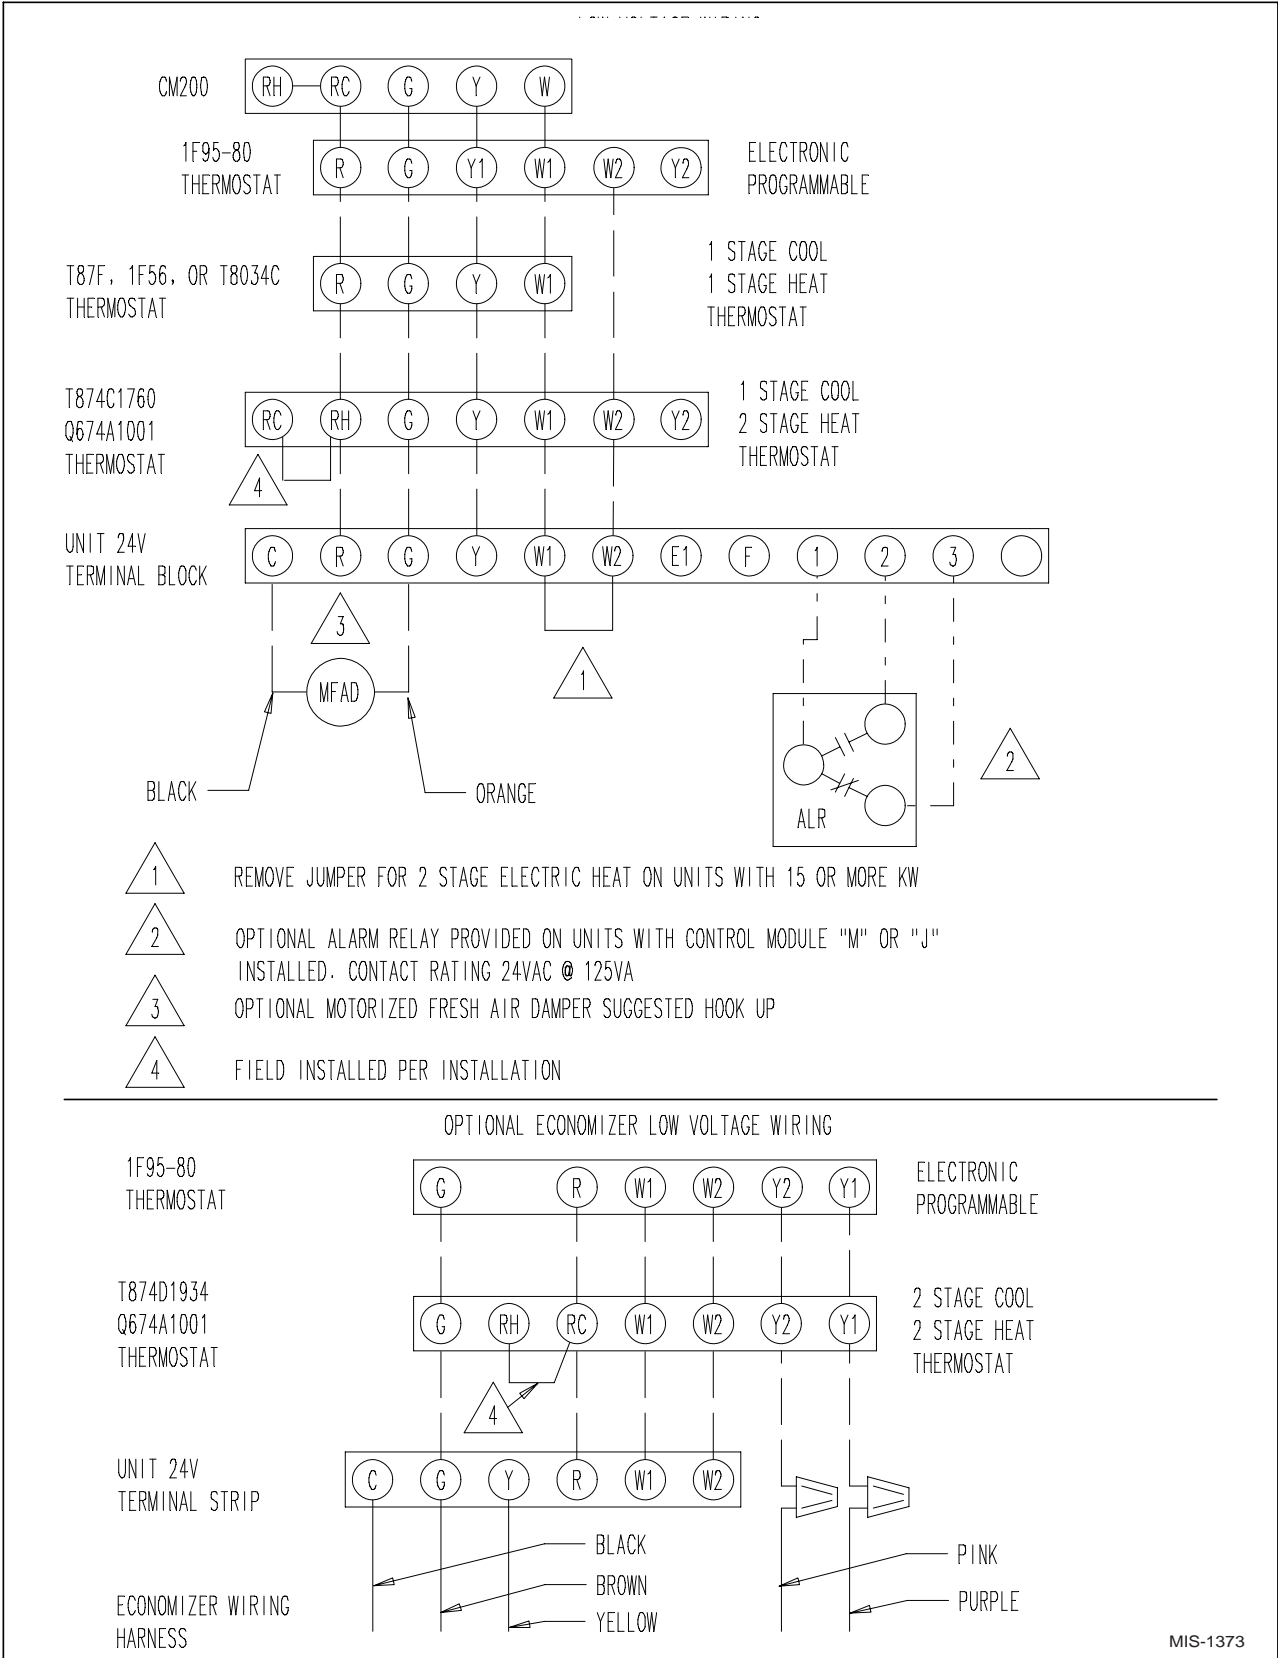 CM200 RH RC G Y W
1F95-80
THERMOSTAT
R G Y1 W1 W2 Y2
ELECTRONIC
PROGRAMMABLE
T87F, 1F56, OR T8034C
THERMOSTAT
R G Y W1
1 STAGE COOL
1 STAGE HEAT
THERMOSTAT
T874C1760
Q674A1001
THERMOSTAT
RC RH G Y W1 W2 Y2
1 STAGE COOL
2 STAGE HEAT
THERMOSTAT
4
UNIT 24V
TERMINAL BLOCK
C R G Y W1 W2 E1 F 1 2 3
3
MFAD
1
2
BLACK
ORANGE
ALR
1 REMOVE JUMPER FOR 2 STAGE ELECTRIC HEAT ON UNITS WITH 15 OR MORE KW
2 OPTIONAL ALARM RELAY PROVIDED ON UNITS WITH CONTROL MODULE "M" OR "J"
INSTALLED. CONTACT RATING 24VAC @ 125VA
3 OPTIONAL MOTORIZED FRESH AIR DAMPER SUGGESTED HOOK UP
4 FIELD INSTALLED PER INSTALLATION
OPTIONAL ECONOMIZER LOW VOLTAGE WIRING
1F95-80
THERMOSTAT
G R W1 W2 Y2 Y1
ELECTRONIC
PROGRAMMABLE
T874D1934
Q674A1001
THERMOSTAT
G RH RC W1 W2 Y2 Y1
2 STAGE COOL
2 STAGE HEAT
THERMOSTAT
4
UNIT 24V
TERMINAL STRIP
C G Y R W1 W2
BLACK
BROWN
YELLOW
PINK
PURPLE
ECONOMIZER WIRING
HARNESS
MIS-1373